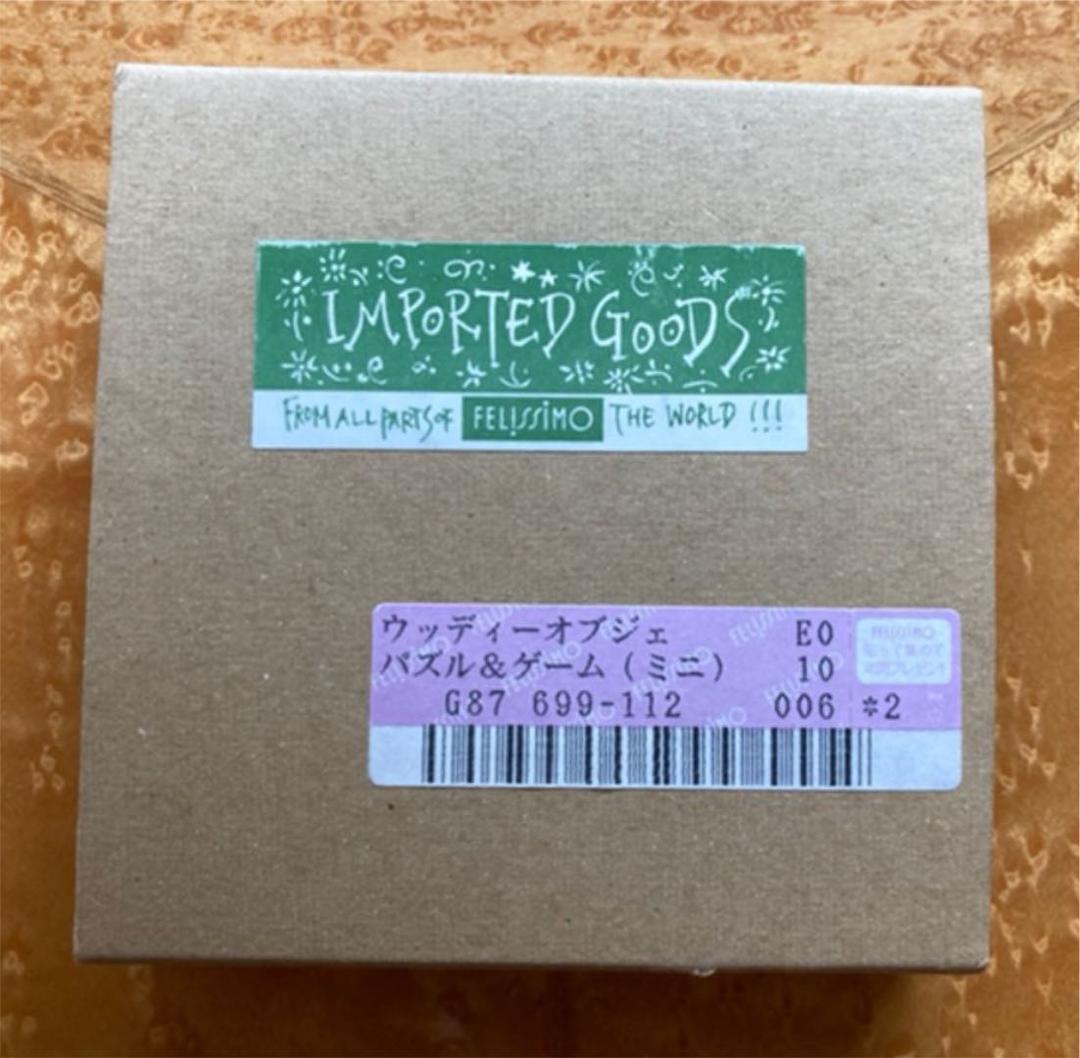 IMPORTED GOODS
FROM ALL PARTS OF FELISSIMO THE WORLD !!!
ウッディーオブジェ E0
パズル＆ゲーム（ミニ） 10
G87 699-112 006 *2
FELISSIMO